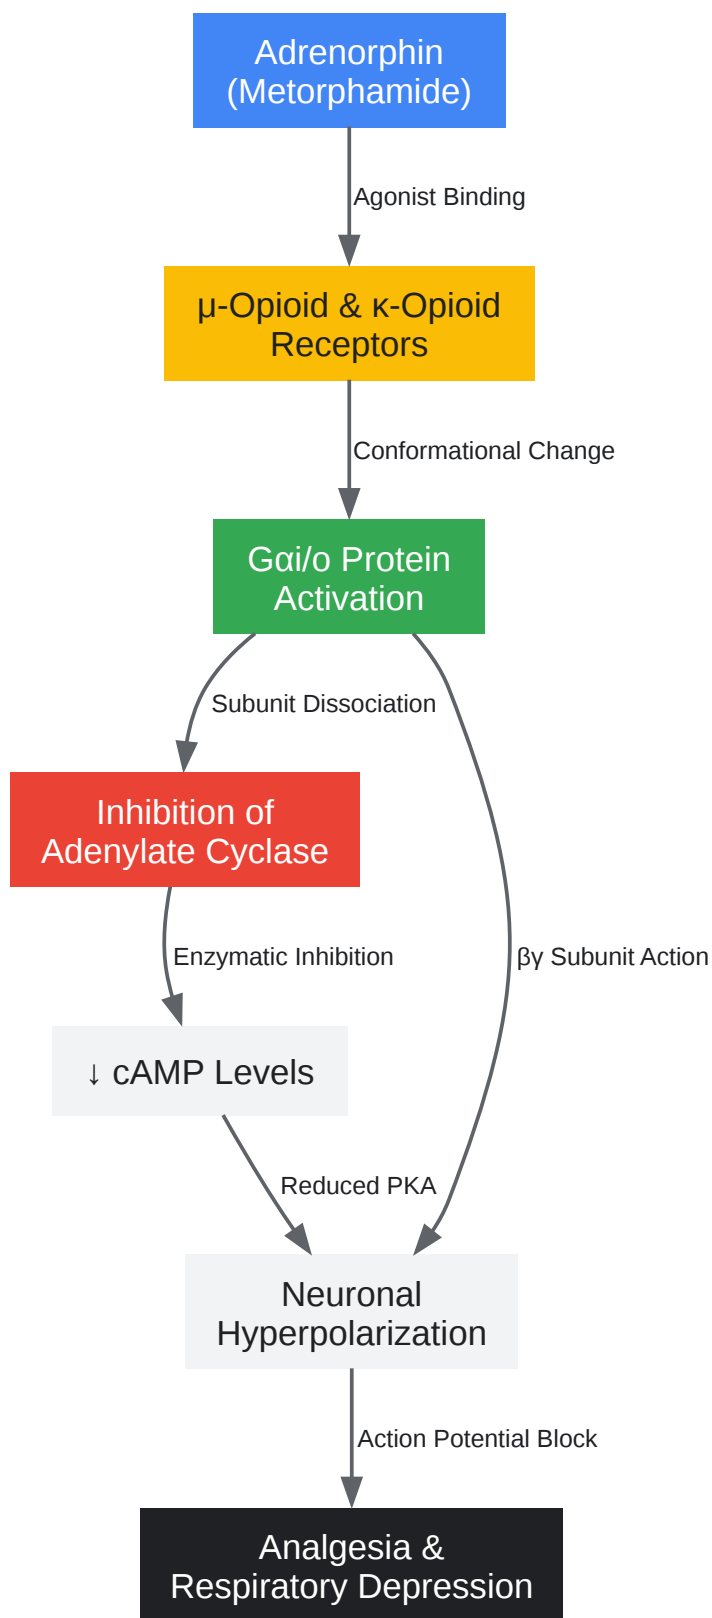 Adrenorphin
(Metorphamide)
Agonist Binding
μ-Opioid & κ-Opioid
Receptors
Conformational Change
Gαi/o Protein
Activation
Subunit Dissociation
Inhibition of
Adenylate Cyclase
Enzymatic Inhibition
βγ Subunit Action
↓ cAMP Levels
Reduced PKA
Neuronal
Hyperpolarization
Action Potential Block
Analgesia &
Respiratory Depression